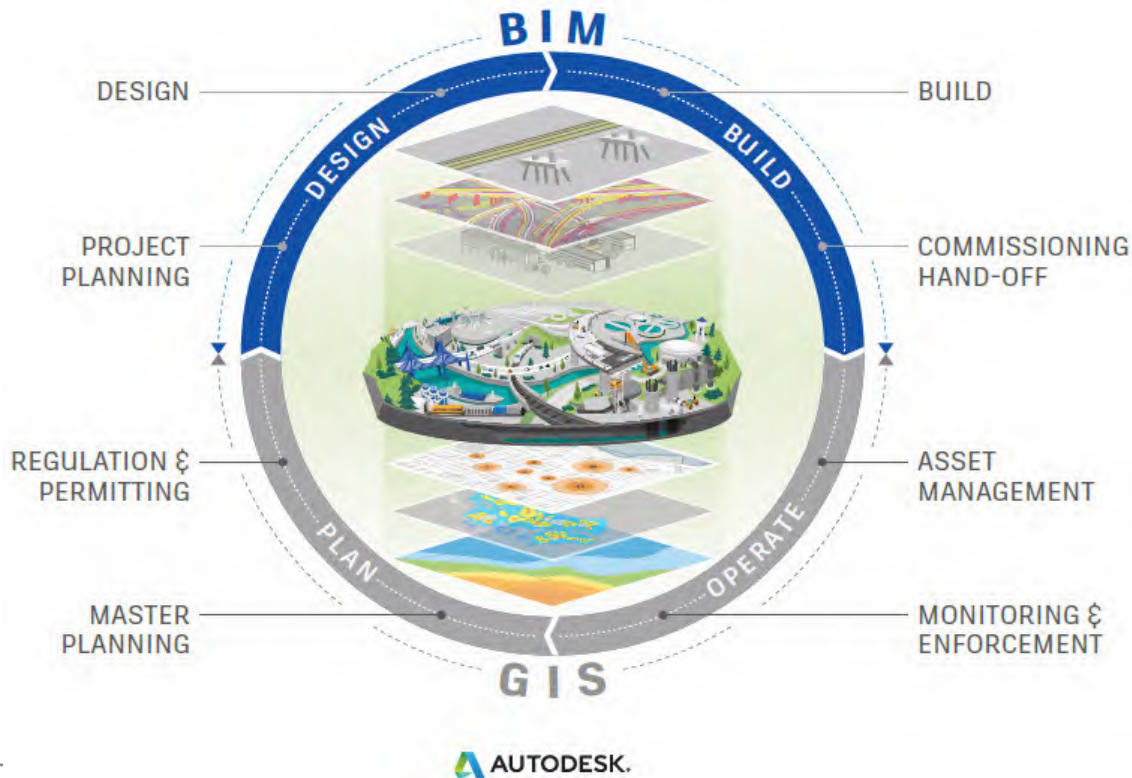 BIM
DESIGN
BUILD
DESIGN
BUILD
PROJECT
PLANNING
COMMISSIONING
HAND-OFF
REGULATION &
PERMITTING
ASSET
MANAGEMENT
PLAN
OPERATE
MASTER
PLANNING
MONITORING &
ENFORCEMENT
GIS
AUTODESK.